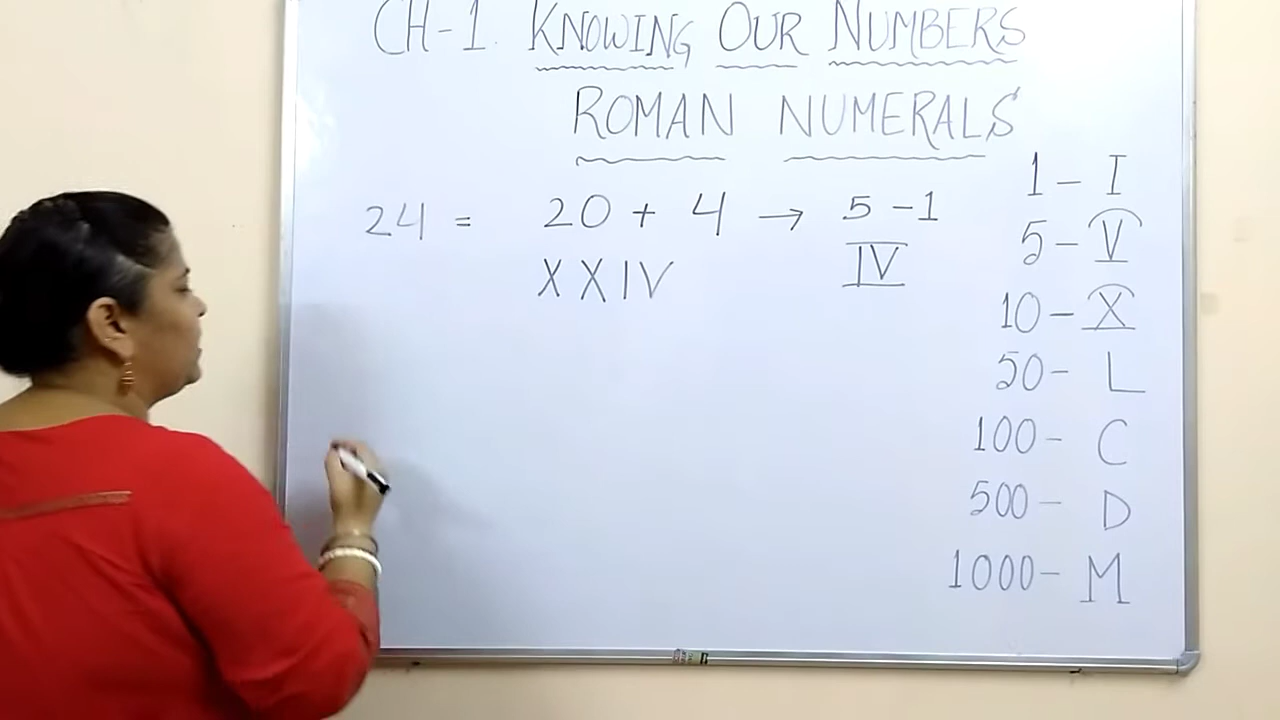 CH-1. KNOWING OUR NUMBERS
ROMAN NUMERALS
24 = 20 + 4 → 5 - 1
XXIV IV
1 - I
5 - V
10 - X
50 - L
100 - C
500 - D
1000 - M